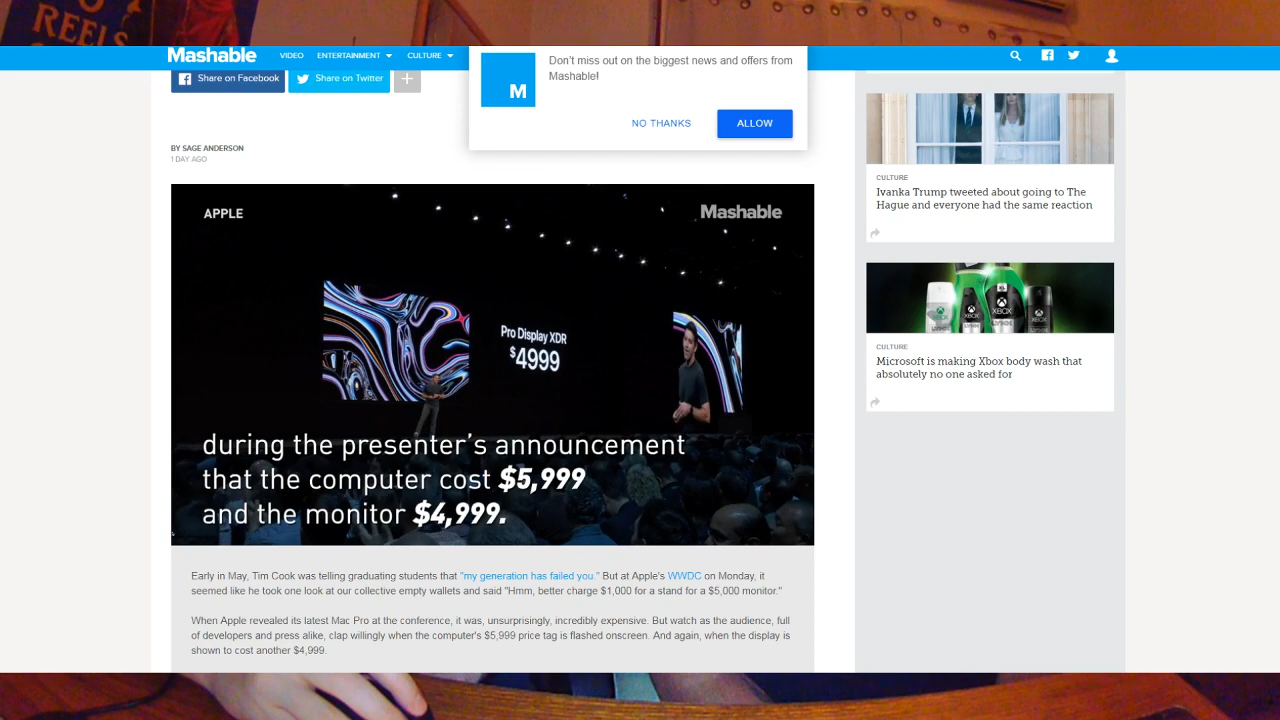 REELS
Mashable
VIDEO
ENTERTAINMENT
CULTURE
Don't miss out on the biggest news and offers from
Mashable!
M
NO THANKS
ALLOW
Share on Facebook
Share on Twitter
+
BY SAGE ANDERSON
1 DAY AGO
APPLE
Mashable
Pro Display XDR
$4999
during the presenter's announcement
that the computer cost $5,999
and the monitor $4,999.
Early in May, Tim Cook was telling graduating students that "my generation has failed you." But at Apple's WWDC on Monday, it
seemed like he took one look at our collective empty wallets and said "Hmm, better charge $1,000 for a stand for a $5,000 monitor."
When Apple revealed its latest Mac Pro at the conference, it was, unsurprisingly, incredibly expensive. But watch as the audience, full
of developers and press alike, clap willingly when the computer's $5,999 price tag is flashed onscreen. And again, when the display is
shown to cost another $4,999.
CULTURE
Ivanka Trump tweeted about going to The
Hague and everyone had the same reaction
XBOX
XBOX
XBOX
CULTURE
Microsoft is making Xbox body wash that
absolutely no one asked for